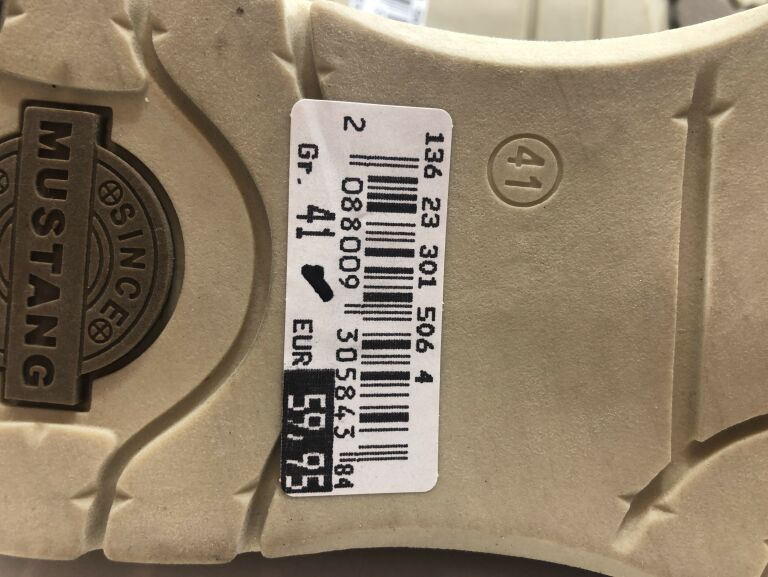 MUSTANG
SINCE
136 23 301 506 4
2 088009 305843
84
Gr. 41 EUR 59,95
41